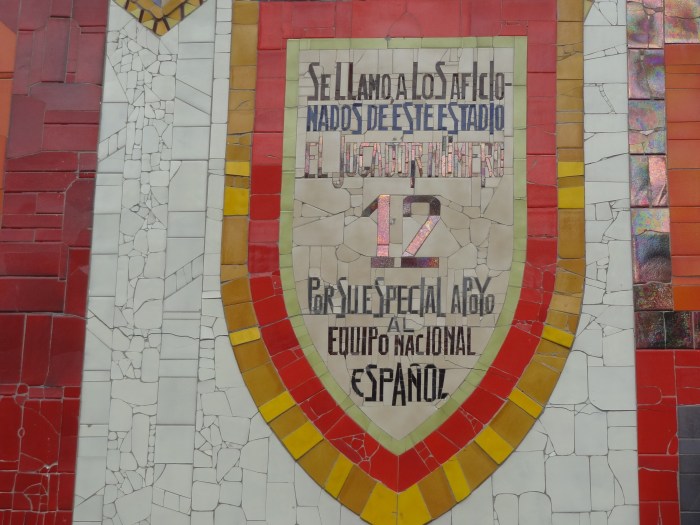 SE LLAMO, A LOS AFICIO-
NADOS DE ESTE ESTADIO
EL JUGADOR NÚMERO
12
POR SU ESPECIAL APOYO
AL
EQUIPO NACIONAL
ESPAÑOL